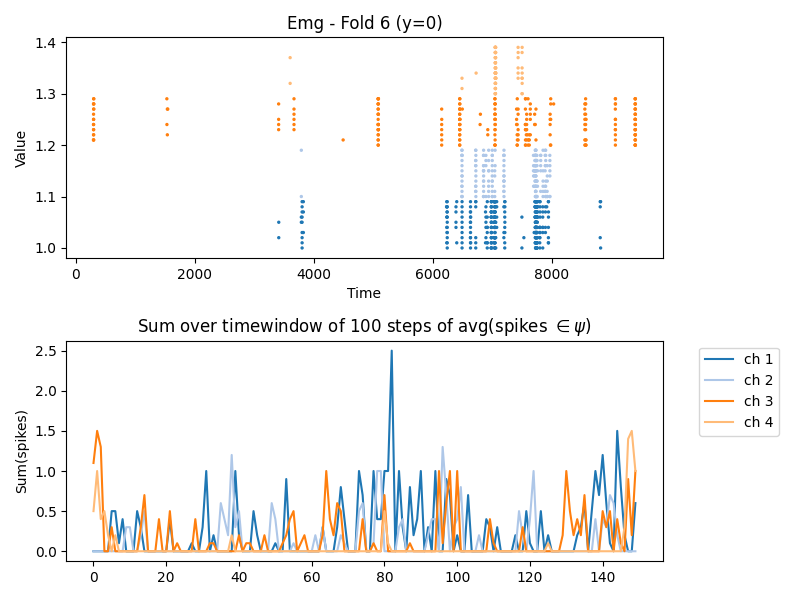 Emg - Fold 6 (y=0)
1.4
1.3
1.2
1.1
1.0
Value
0 2000 4000 6000 8000
Time
Sum over timewindow of 100 steps of avg(spikes ∈ ψ)
2.5
2.0
1.5
1.0
0.5
0.0
Sum(spikes)
0 20 40 60 80 100 120 140
ch 1
ch 2
ch 3
ch 4